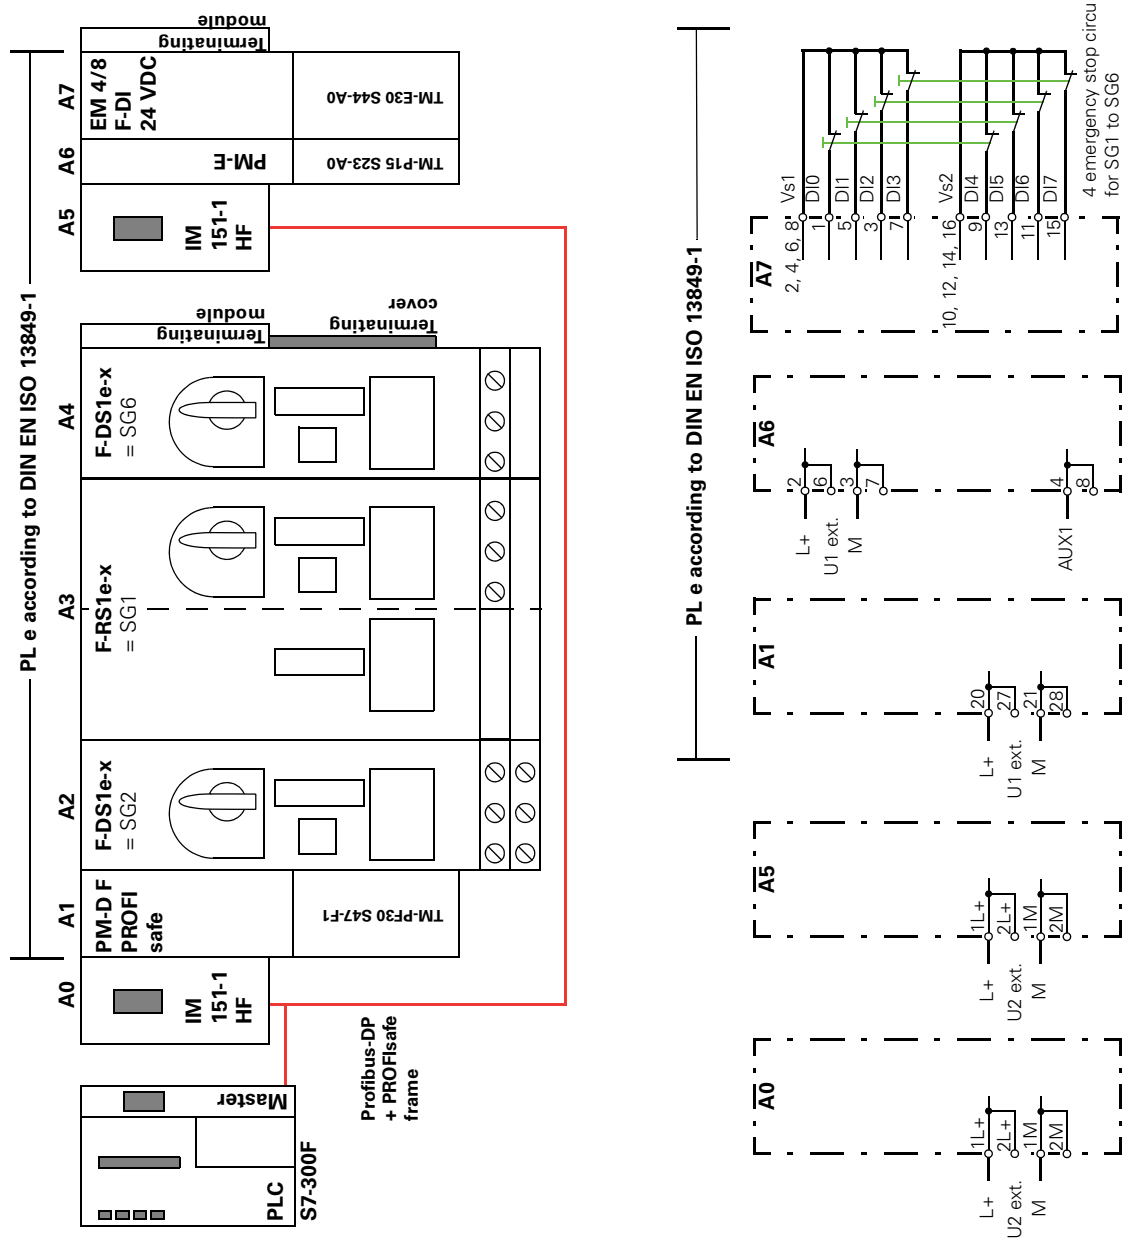 PL e according to DIN EN ISO 13849-1
A0
A1
A2
A3
A4
A5
A6
A7
PLC
S7-300F
Master
Profibus-DP
+ PROFIsafe
frame
IM
151-1
HF
PM-D F
PROFI
safe
TM-PF30 S47-F1
F-DS1e-x
= SG2
F-RS1e-x
= SG1
F-DS1e-x
= SG6
Terminating
module
Terminating
cover
IM
151-1
HF
PM-E
TM-P15 S23-A0
EM 4/8
F-DI
24 VDC
TM-E30 S44-A0
Terminating
module
PL e according to DIN EN ISO 13849-1
A0
1L+
2L+
1M
2M
L+
U2 ext.
M
A5
1L+
2L+
1M
2M
L+
U2 ext.
M
A1
20
27
21
28
L+
U1 ext.
M
A6
2
6
3
7
4
8
L+
U1 ext.
M
AUX1
A7
2, 4, 6, 8
1
5
3
7
10, 12, 14, 16
9
13
11
15
Vs1
DI0
DI1
DI2
DI3
Vs2
DI4
DI5
DI6
DI7
4 emergency stop circu
for SG1 to SG6